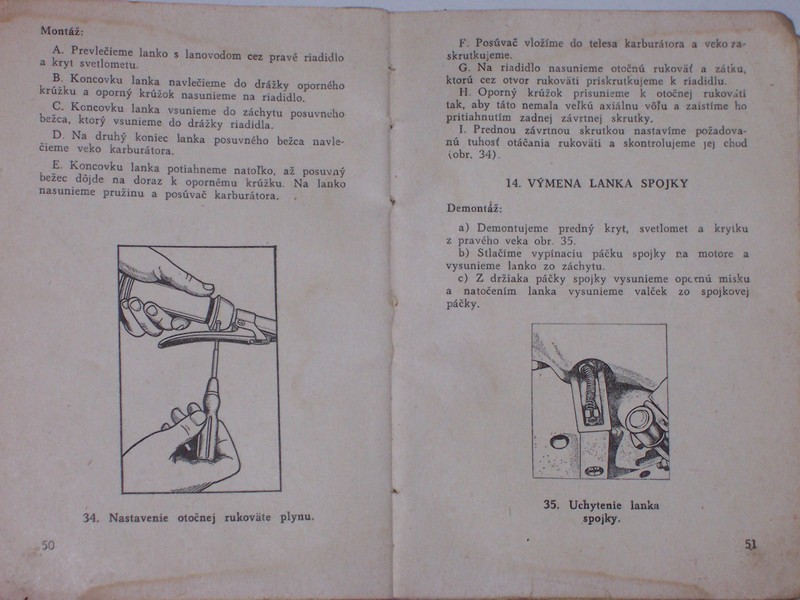 Montáž:
A. Prevlečieme lanko s lanovodom cez pravé riadidlo
a kryt svetlometu.
B. Koncovku lanka navlečieme do drážky oporného
krúžku a oporný krúžok nasunieme na riadidlo.
C. Koncovku lanka vsunieme do záchytu posuvneho
bežca, ktorý vsunieme do drážky riadidla.
D. Na druhý koniec lanka posuvného bežca navle-
čieme veko karburátora.
E. Koncovku lanka potiahneme natoľko, až posuvný
bežec dôjde na doraz k opornému krúžku. Na lanko
nasunieme pružinu a posúvač karburátora.
34. Nastavenie otočnej rukoväte plynu.
50
F. Posúvač vložíme do telesa karburátora a veko za-
skrutkujeme.
G. Na riadidlo nasunieme otočnú rukoväť a zátku,
ktorú cez otvor rukoväti priskrutkujeme k riadidlu.
H. Oporný krúžok prisunieme k otočnej rukoväti
tak, aby táto nemala veľkú axiálnu vôľu a zaistíme ho
pritiahnutím zadnej závrtnej skrutky.
I. Prednou závrtnou skrutkou nastavíme požadova-
nú tuhosť otáčania rukoväti a skontrolujeme jej chod
(obr. 34).
14. VÝMENA LANKA SPOJKY
Demontáž:
a) Demontujeme predný kryt, svetlomet a krytku
z pravého veka obr. 35.
b) Stlačíme vypínaciu páčku spojky na motore a
vysunieme lanko zo záchytu.
c) Z držiaka páčky spojky vysunieme opernú misku
a natočením lanka vysunieme valček zo spojkovej
páčky.
35. Uchytenie lanka
spojky.
51